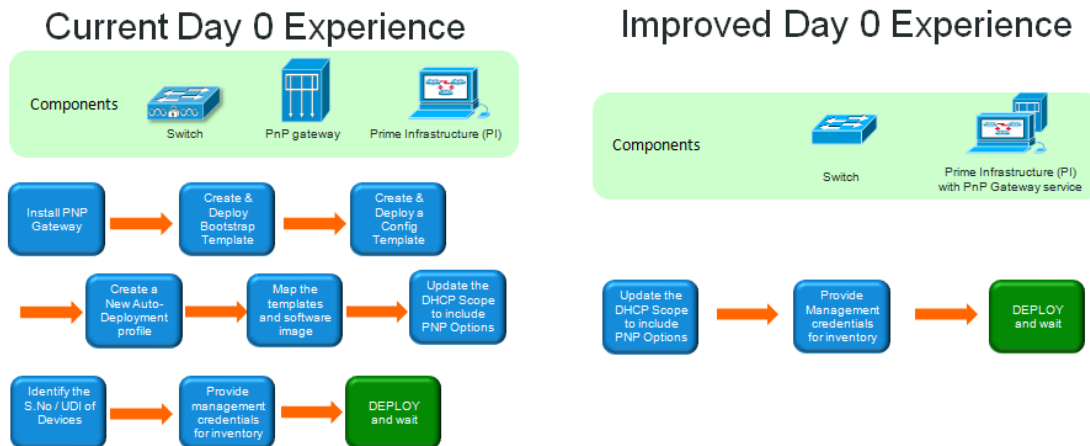 Current Day 0 Experience
Components
Switch
PnP gateway
Prime Infrastructure (PI)
Install PNP
Gateway
Create &
Deploy
Bootstrap
Template
Create &
Deploy a
Config
Template
Create a
New Auto-
Deployment
profile
Map the
templates
and software
image
Update the
DHCP Scope
to include
PNP Options
Identify the
S.No / UDI of
Devices
Provide
management
credentials
for inventory
DEPLOY
and wait
Improved Day 0 Experience
Components
Switch
Prime Infrastructure (PI)
with PnP Gateway service
Update the
DHCP Scope
to include
PNP Options
Provide
Management
credentials
for inventory
DEPLOY
and wait